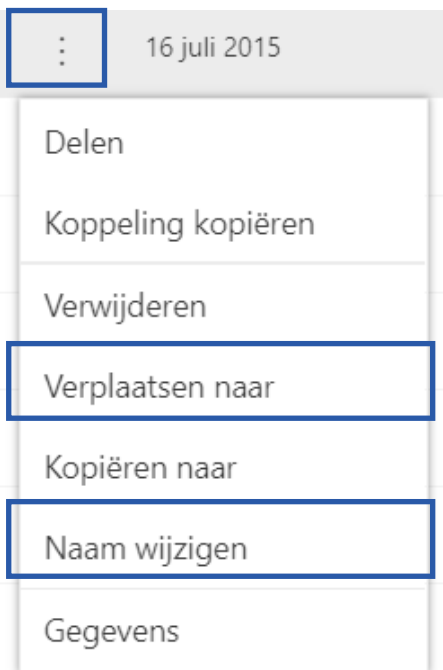 16 juli 2015
Delen
Koppeling kopiëren
Verwijderen
Verplaatsen naar
Kopiëren naar
Naam wijzigen
Gegevens